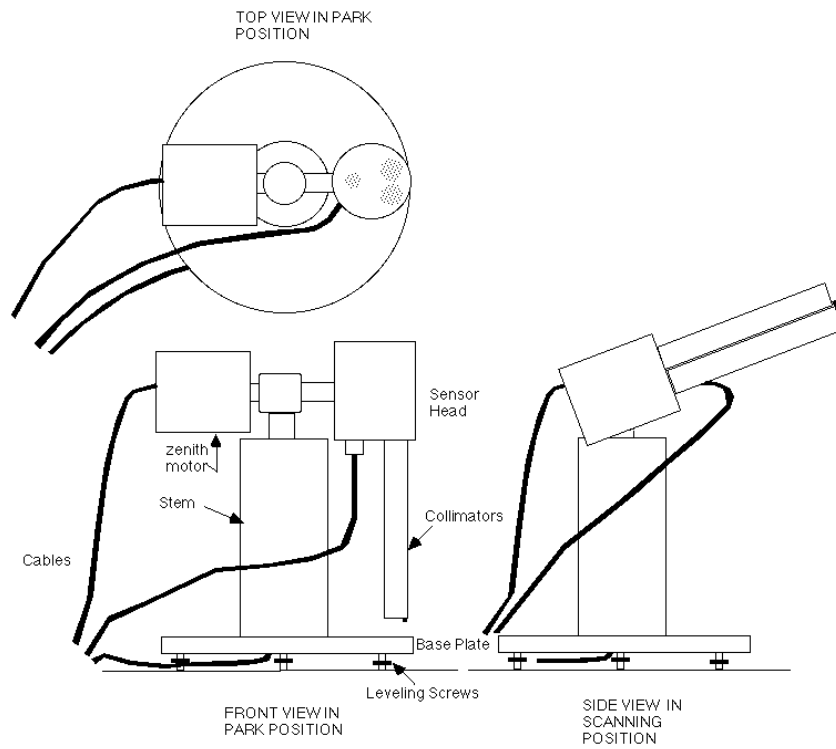 TOP VIEW IN PARK
POSITION
Sensor
Head
zenith
motor
Stem
Collimators
Cables
Base Plate
Leveling Screws
FRONT VIEW IN
PARK POSITION
SIDE VIEW IN
SCANNING
POSITION